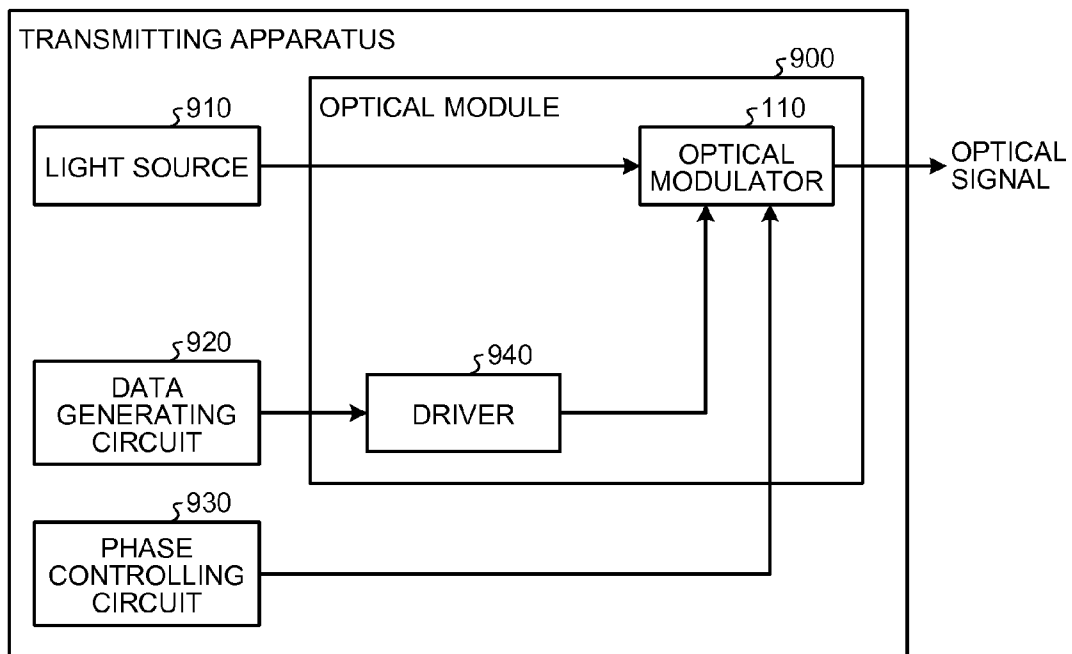 TRANSMITTING APPARATUS
900
OPTICAL MODULE
910
LIGHT SOURCE
110
OPTICAL
MODULATOR
OPTICAL
SIGNAL
920
DATA
GENERATING
CIRCUIT
940
DRIVER
930
PHASE
CONTROLLING
CIRCUIT